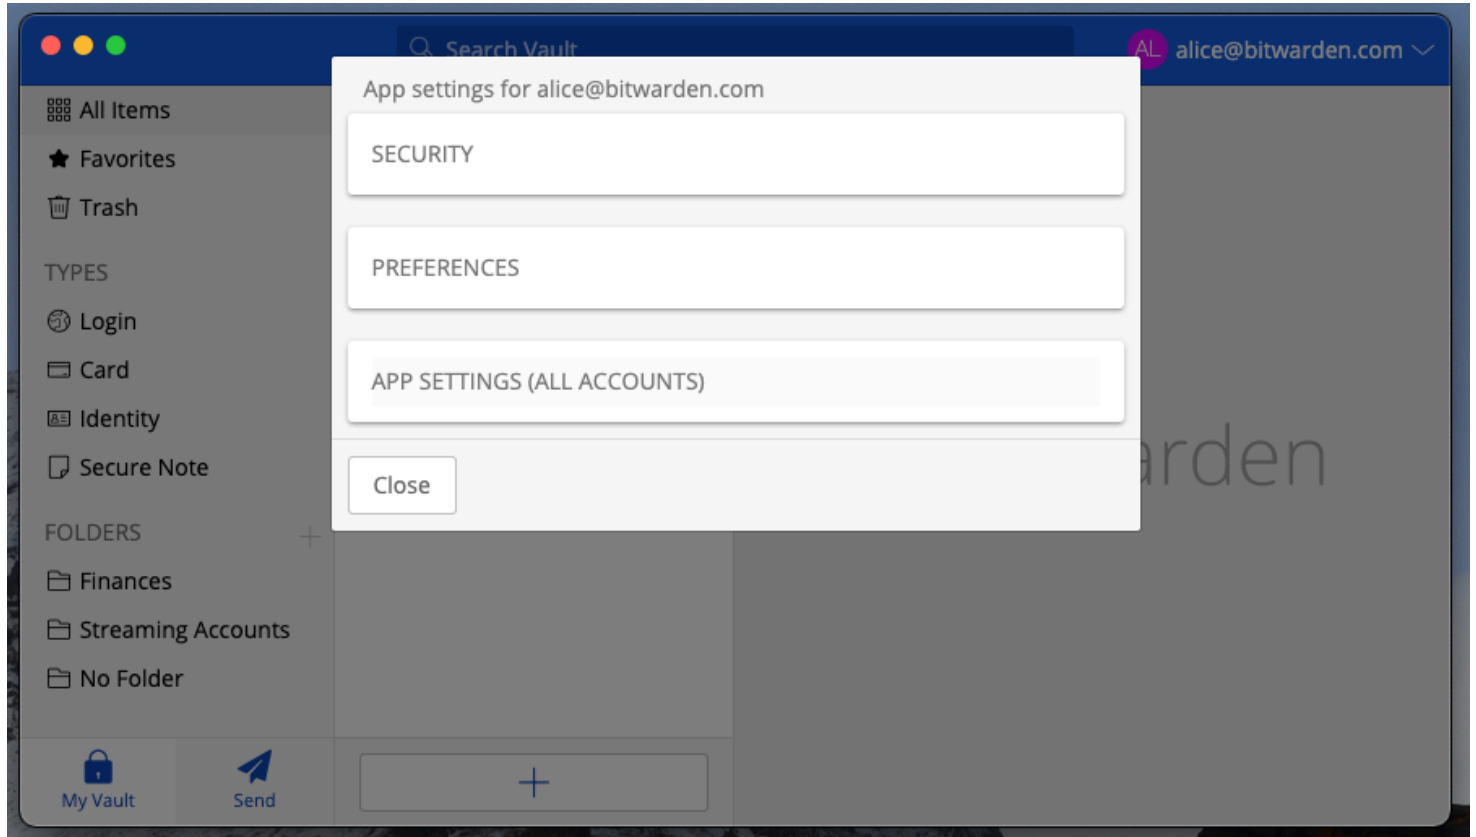 Search Vault
AL alice@bitwarden.com
App settings for alice@bitwarden.com
SECURITY
PREFERENCES
APP SETTINGS (ALL ACCOUNTS)
Close
All Items
Favorites
Trash
TYPES
Login
Card
Identity
Secure Note
FOLDERS
Finances
Streaming Accounts
No Folder
My Vault
Send
arden